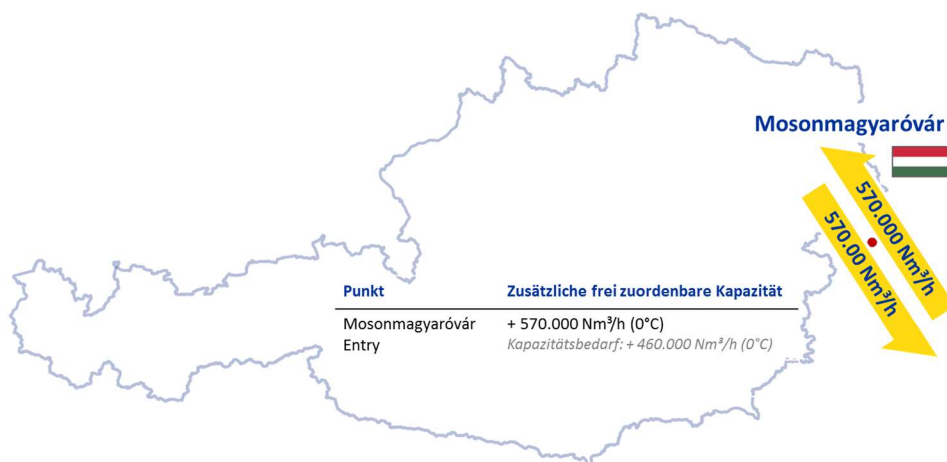 Mosonmagyaróvár
570.000 Nm³/h
570.00 Nm³/h
Punkt Zusätzliche frei zuordenbare Kapazität
Mosonmagyaróvár + 570.000 Nm³/h (0°C)
Entry Kapazitätsbedarf: + 460.000 Nm³/h (0°C)